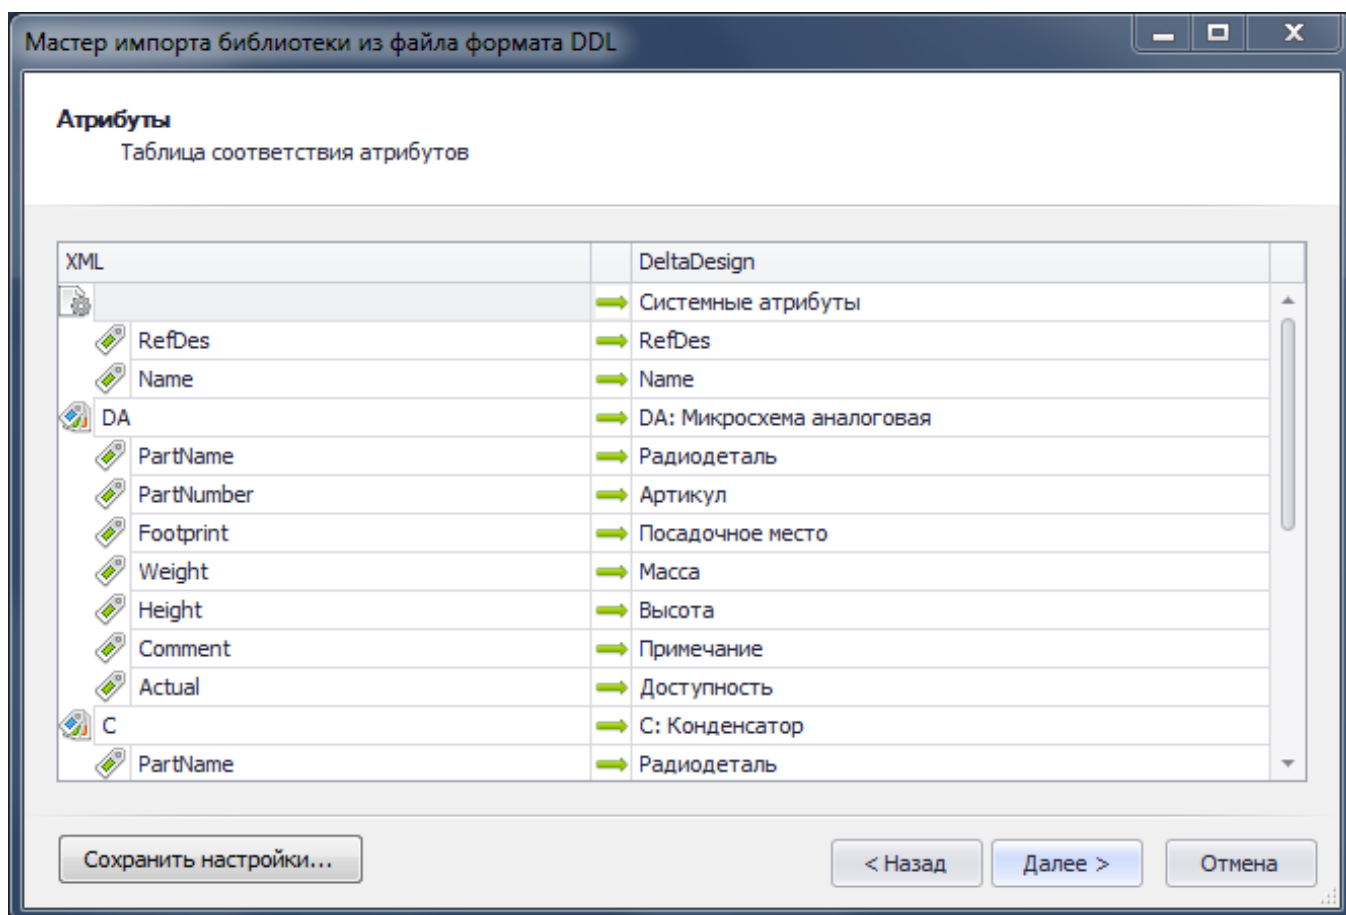 Мастер импорта библиотеки из файла формата DDL
Атрибуты
Таблица соответствия атрибутов
XML DeltaDesign
Системные атрибуты
RefDes RefDes
Name Name
DA DA: Микросхема аналоговая
PartName Радиодеталь
PartNumber Артикул
Footprint Посадочное место
Weight Масса
Height Высота
Comment Примечание
Actual Доступность
C C: Конденсатор
PartName Радиодеталь
Сохранить настройки... < Назад Далее > Отмена